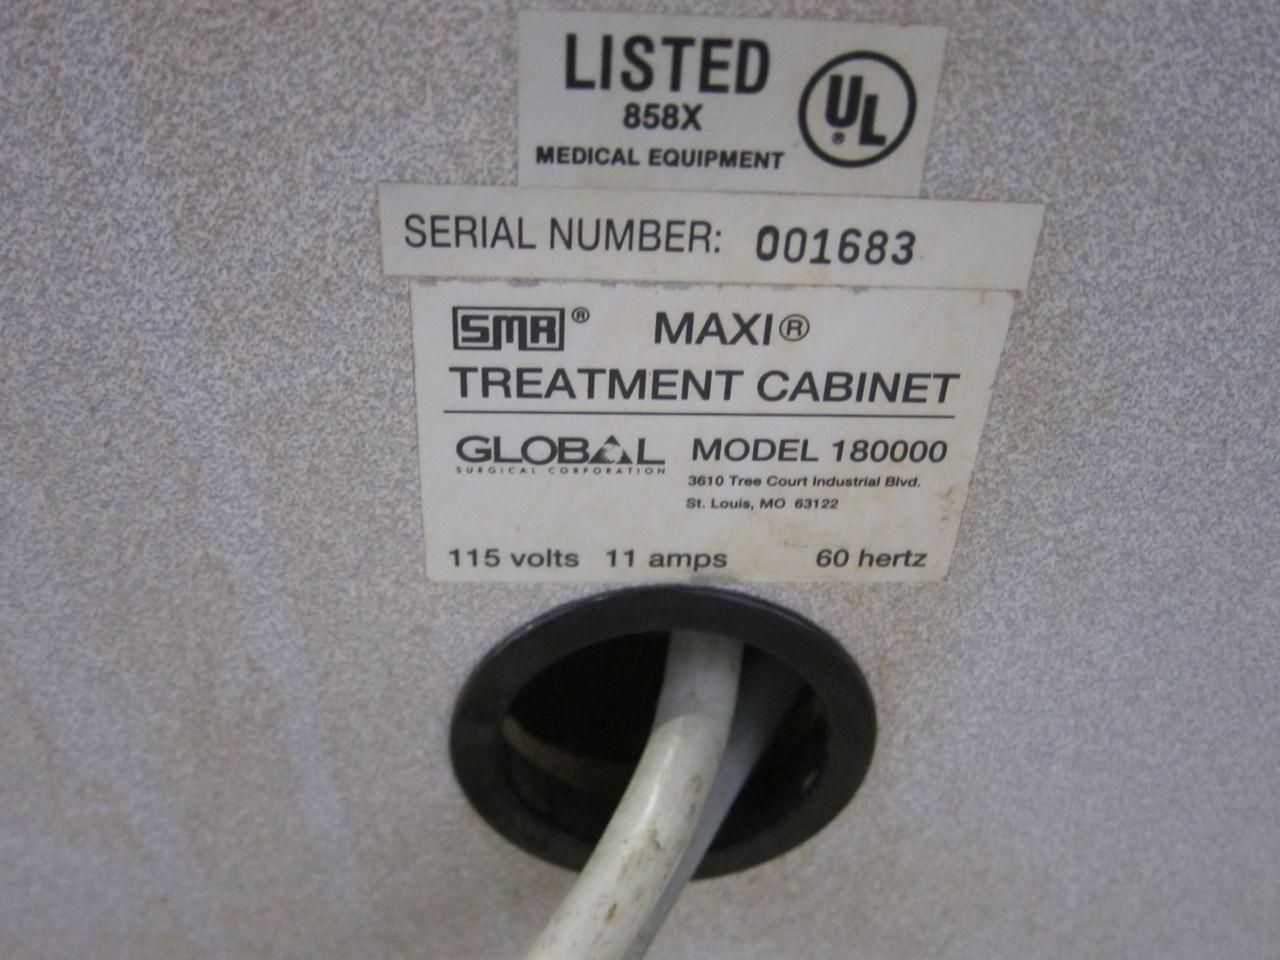 LISTED
858X
MEDICAL EQUIPMENT
UL®
SERIAL NUMBER: 001683
SMR® MAXI®
TREATMENT CABINET
GLOBAL MODEL 180000
SURGICAL CORPORATION
3610 Tree Court Industrial Blvd.
St. Louis, MO 63122
115 volts 11 amps 60 hertz